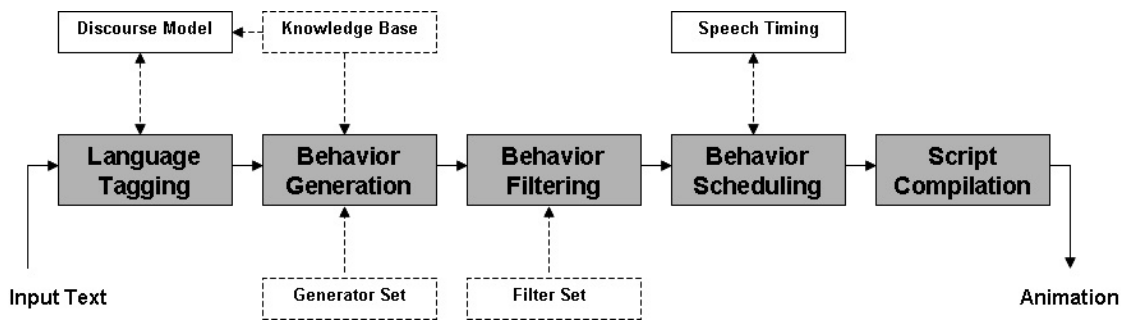 Discourse Model
Knowledge Base
Speech Timing
Language
Tagging
Behavior
Generation
Behavior
Filtering
Behavior
Scheduling
Script
Compilation
Input Text
Generator Set
Filter Set
Animation